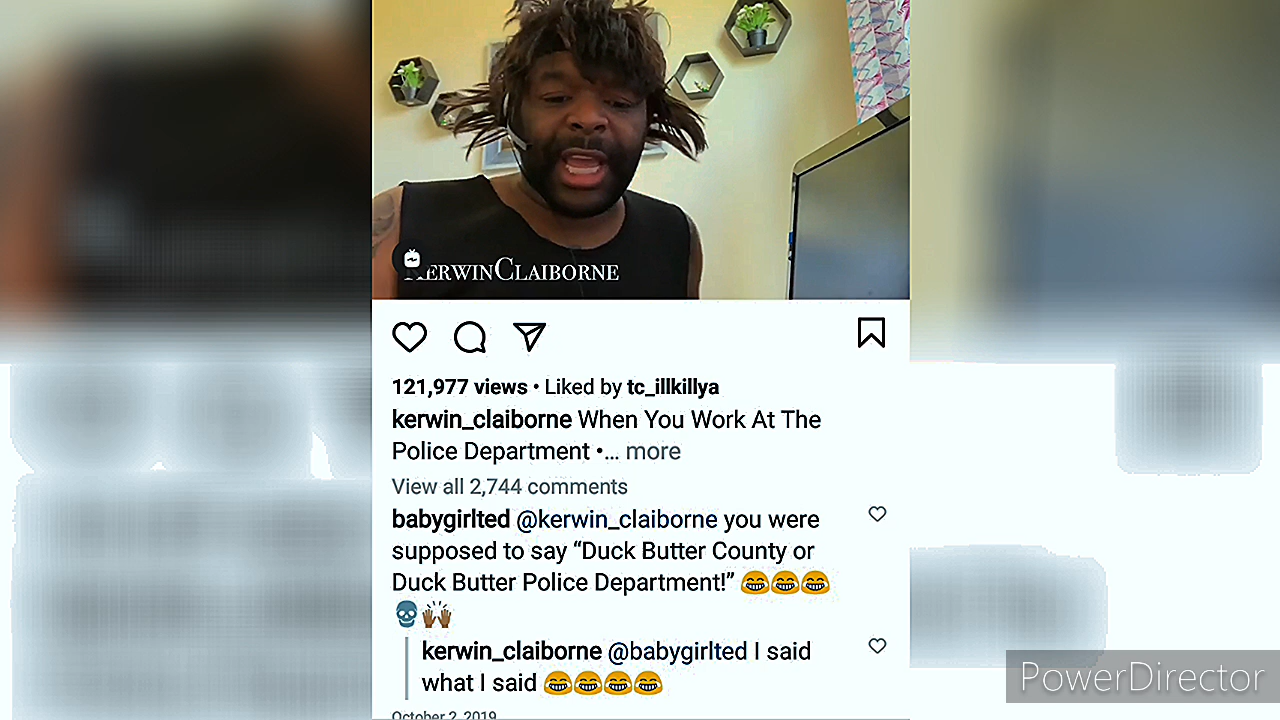 KERWINCLAIBORNE
121,977 views • Liked by tc_illkillya
kerwin_claiborne When You Work At The
Police Department •... more
View all 2,744 comments
babygirlted @kerwin_claiborne you were
supposed to say “Duck Butter County or
Duck Butter Police Department!” 😂😂😂
💀🙌🏾
kerwin_claiborne @babygirlted I said
what I said 😂😂😂😂
October 2, 2019
PowerDirector